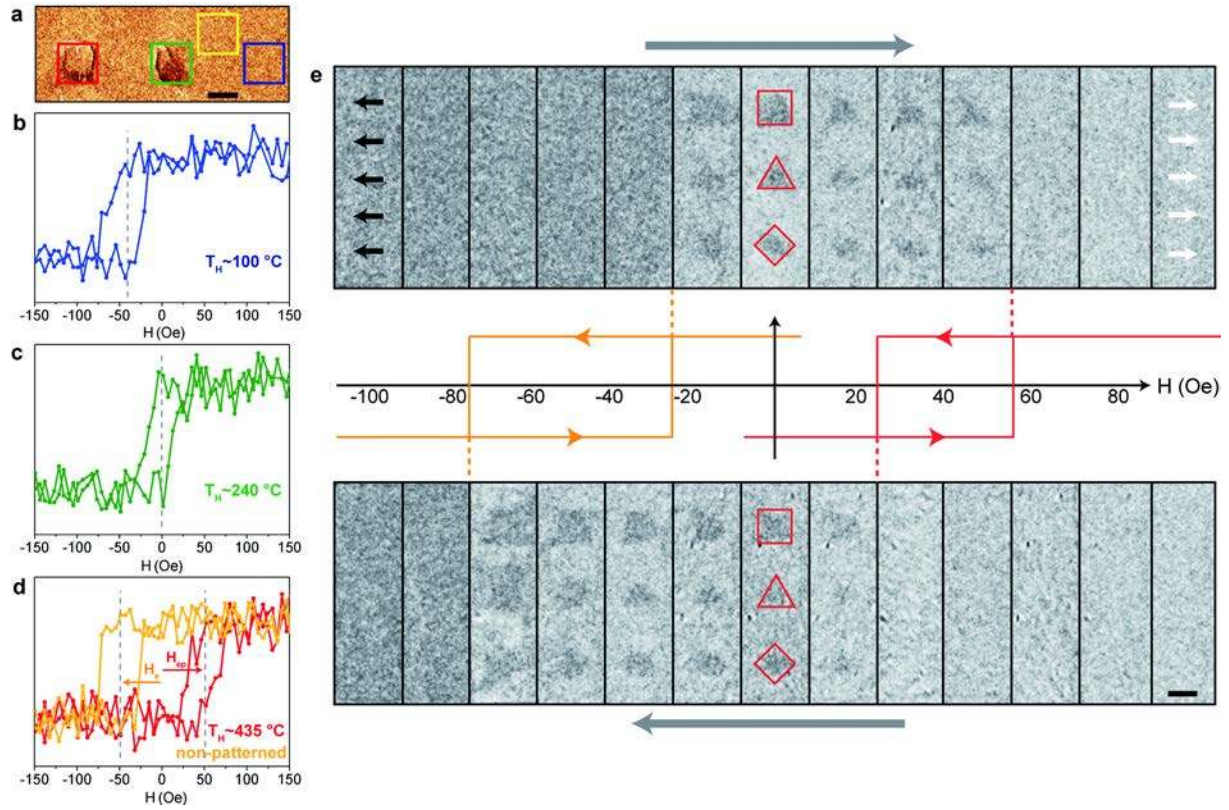 a
b
T_H~100 °C
-150 -100 -50 0 50 100 150
H (Oe)
c
T_H~240 °C
-150 -100 -50 0 50 100 150
H (Oe)
d
H_ep
H_e
T_H~435 °C
non-patterned
-150 -100 -50 0 50 100 150
H (Oe)
e
-100 -80 -60 -40 -20 20 40 60 80 H (Oe)